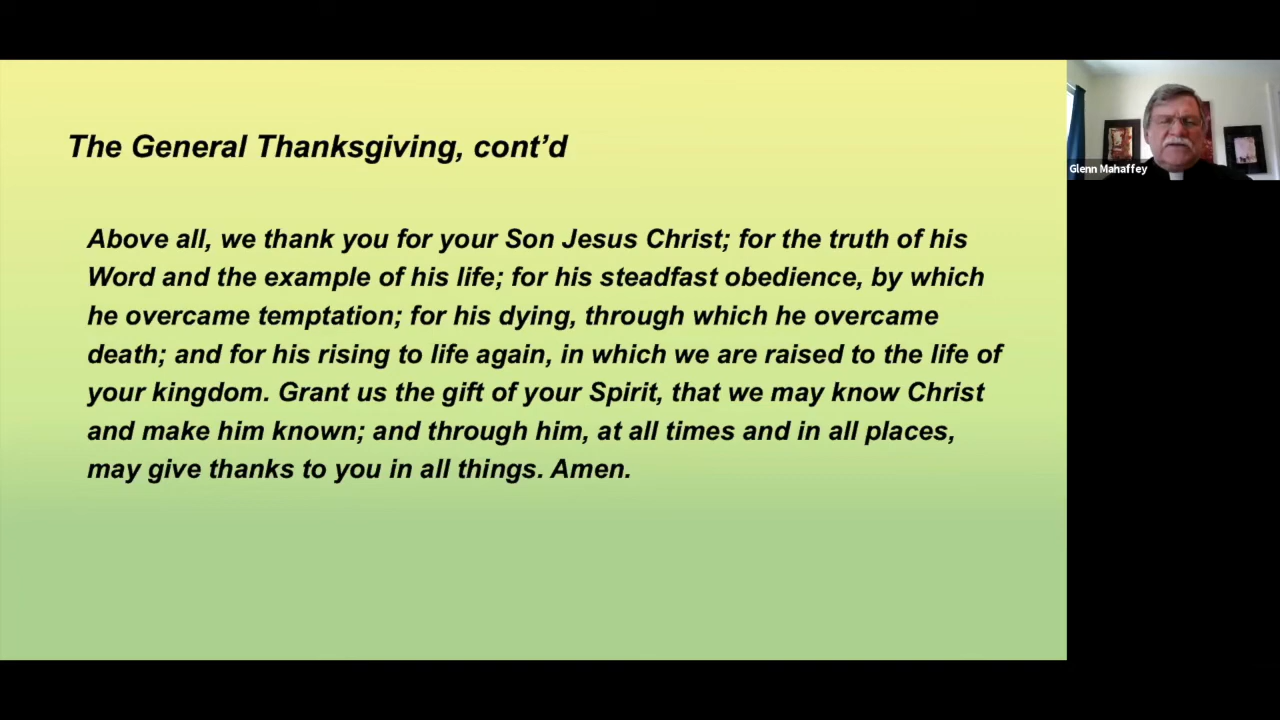 The General Thanksgiving, cont’d
Above all, we thank you for your Son Jesus Christ; for the truth of his
Word and the example of his life; for his steadfast obedience, by which
he overcame temptation; for his dying, through which he overcame
death; and for his rising to life again, in which we are raised to the life of
your kingdom. Grant us the gift of your Spirit, that we may know Christ
and make him known; and through him, at all times and in all places,
may give thanks to you in all things. Amen.
Glenn Mahaffey